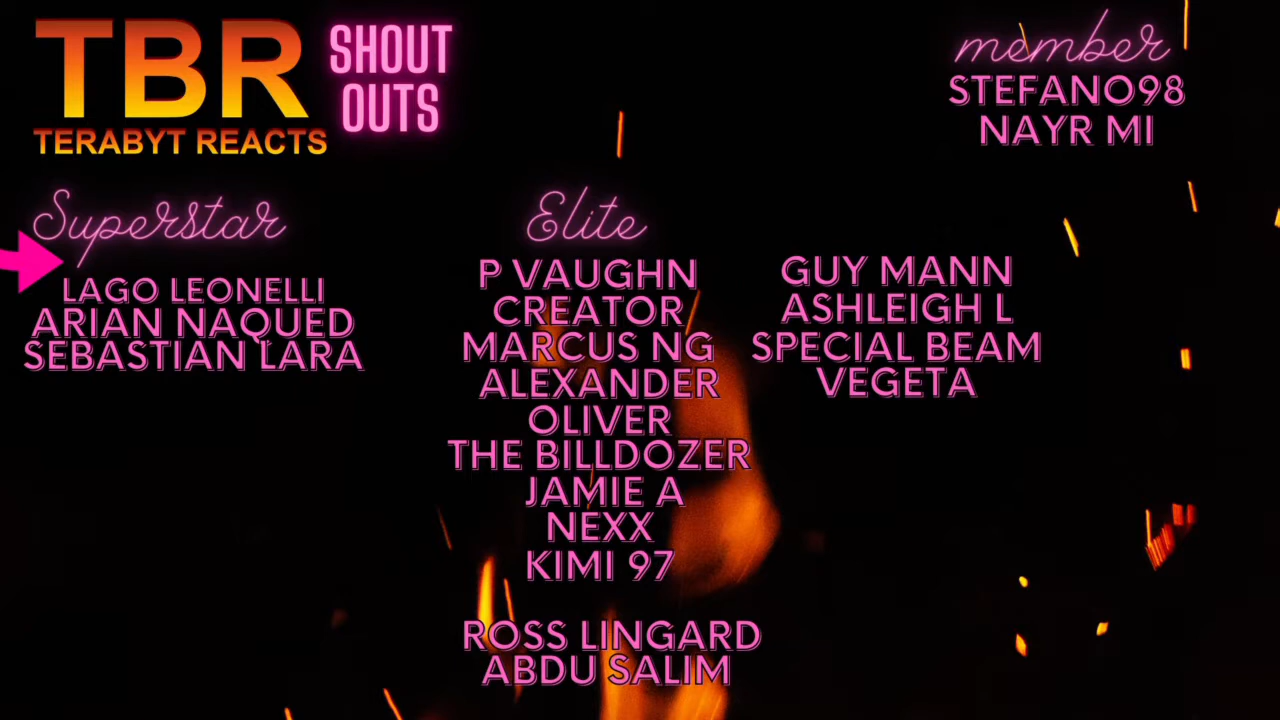 TBR
TERABYT REACTS
SHOUT
OUTS
member
STEFANO98
NAYR MI
Superstar
LAGO LEONELLI
ARIAN NAQUED
SEBASTIAN LARA
Elite
P VAUGHN
CREATOR
MARCUS NG
ALEXANDER
OLIVER
THE BILLDOZER
JAMIE A
NEXX
KIMI 97
ROSS LINGARD
ABDU SALIM
GUY MANN
ASHLEIGH L
SPECIAL BEAM
VEGETA